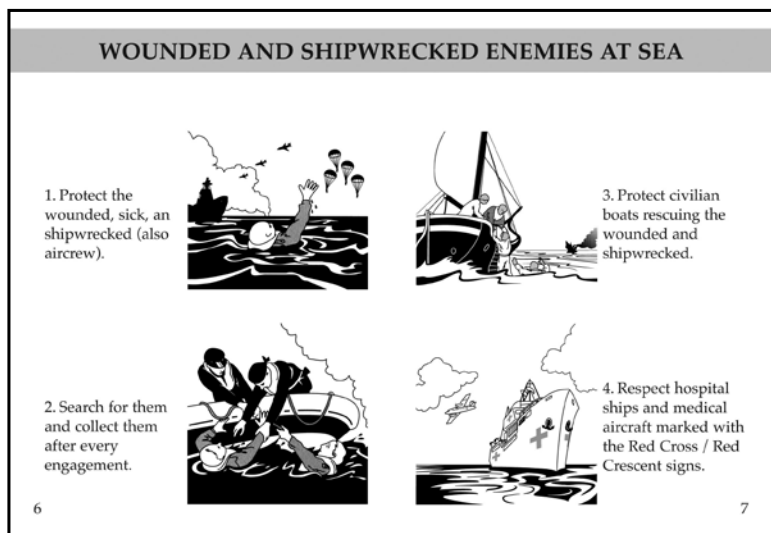 WOUNDED AND SHIPWRECKED ENEMIES AT SEA
1. Protect the
wounded, sick, an
shipwrecked (also
aircrew).
2. Search for them
and collect them
after every
engagement.
6
3. Protect civilian
boats rescuing the
wounded and
shipwrecked.
4. Respect hospital
ships and medical
aircraft marked with
the Red Cross / Red
Crescent signs.
7